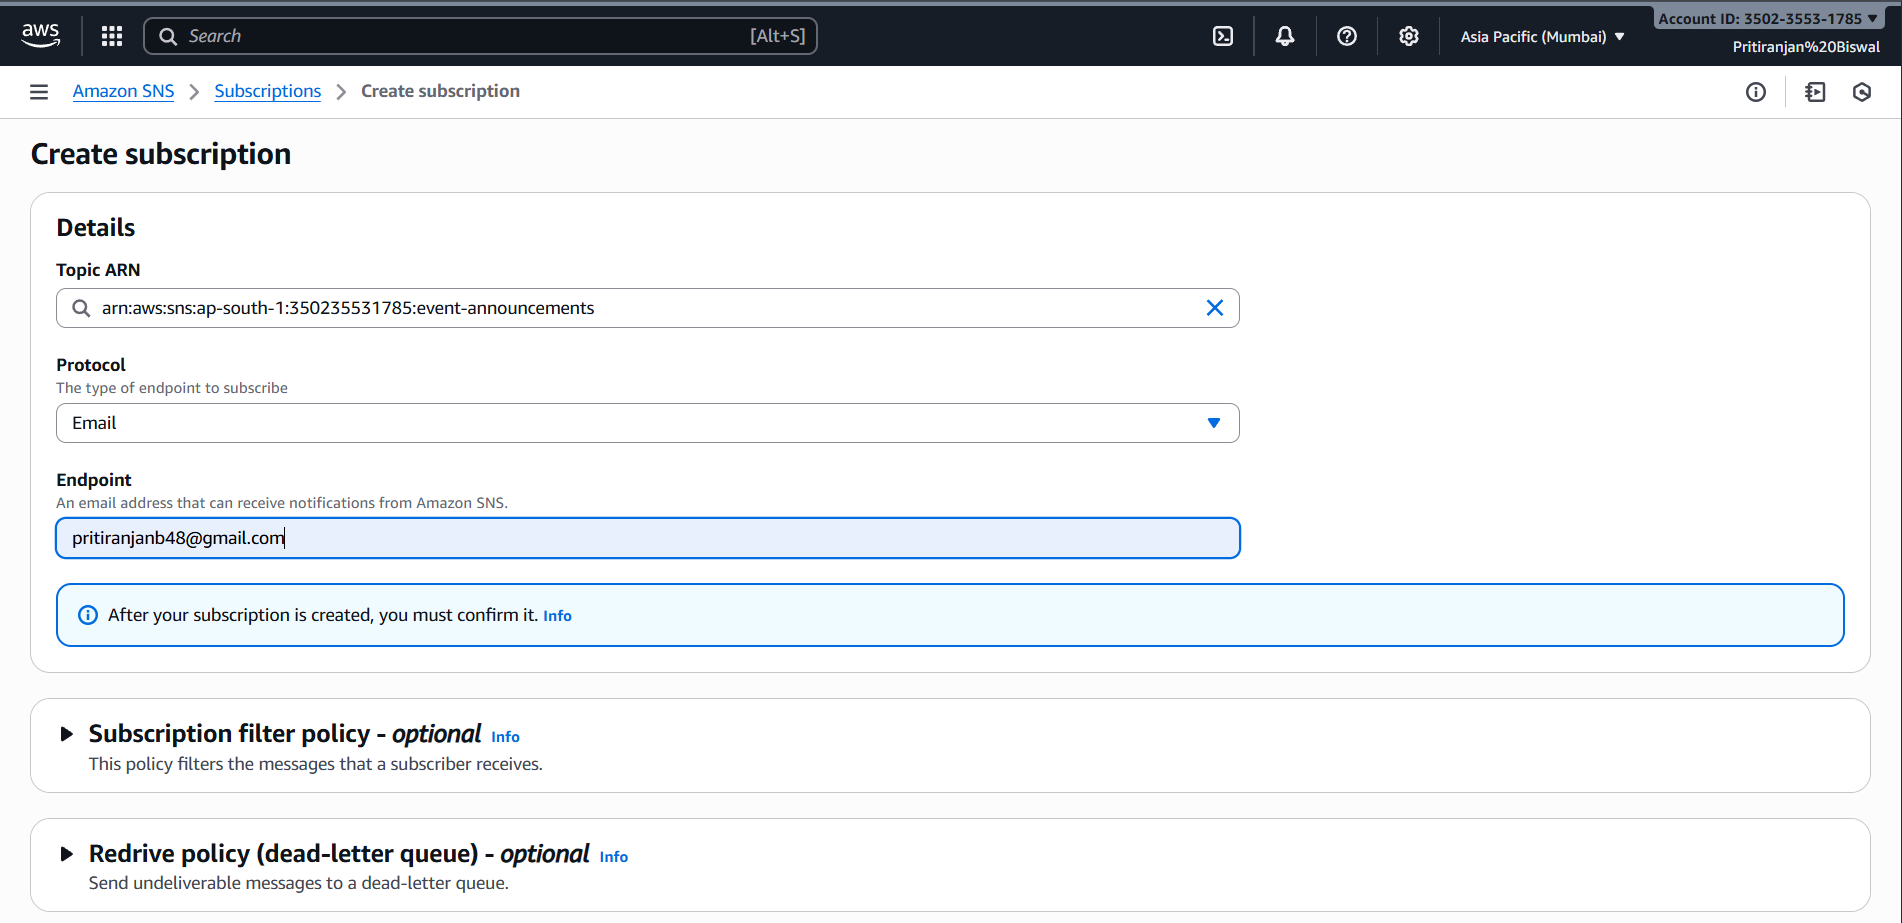 aws
Search
[Alt+S]
Asia Pacific (Mumbai)
Account ID: 3502-3553-1785
Pritiranjan%20Biswal
Amazon SNS
Subscriptions
Create subscription
Create subscription
Details
Topic ARN
arn:aws:sns:ap-south-1:350235531785:event-announcements
Protocol
The type of endpoint to subscribe
Email
Endpoint
An email address that can receive notifications from Amazon SNS.
pritiranjanb48@gmail.com
After your subscription is created, you must confirm it. Info
Subscription filter policy - optional Info
This policy filters the messages that a subscriber receives.
Redrive policy (dead-letter queue) - optional Info
Send undeliverable messages to a dead-letter queue.